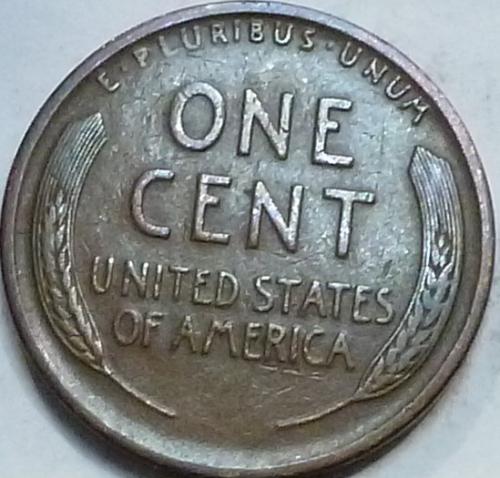 E·PLURIBUS·UNUM
ONE
CENT
UNITED STATES
OF AMERICA